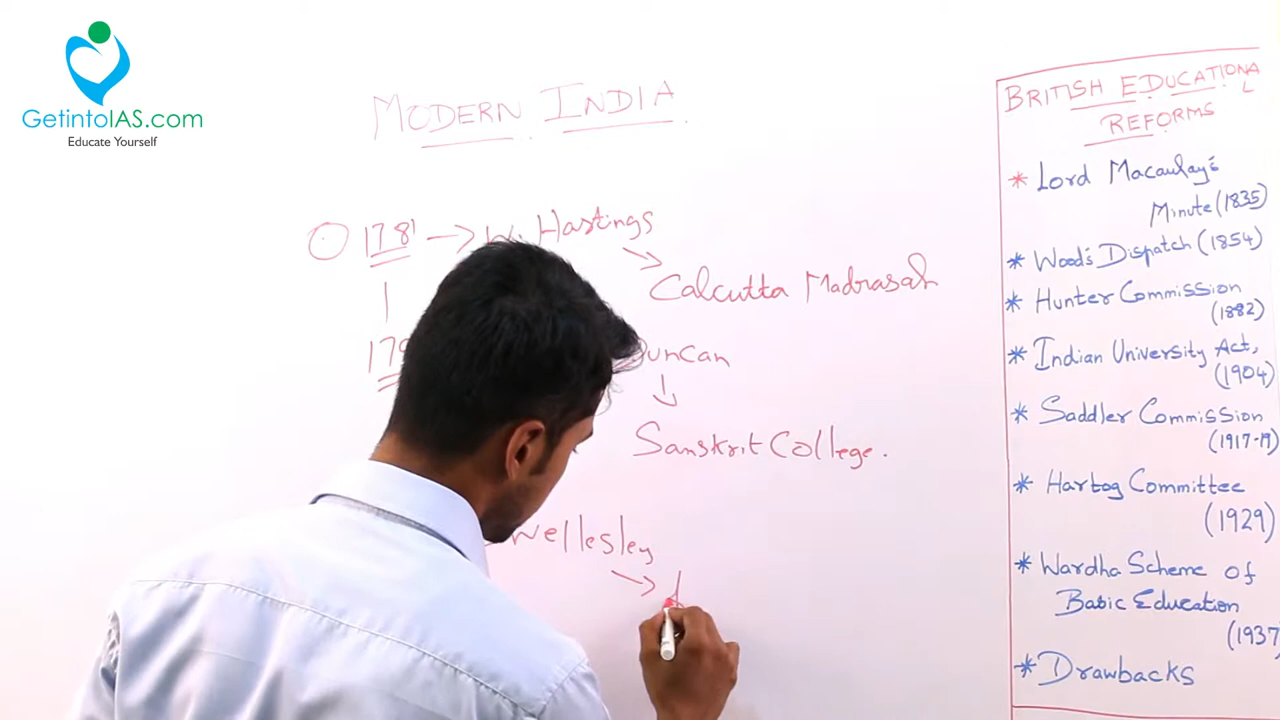 GetintoIAS.com
Educate Yourself
MODERN INDIA
1781 → W. Hastings
Calcutta Madrasah
Duncan
Sanskrit College.
Wellesley
BRITISH EDUCATIONAL
REFORMS
* Lord Macaulay's
Minute (1835)
* Wood's Dispatch (1854)
* Hunter Commission
(1882)
* Indian University Act,
(1904)
* Saddler Commission
(1917-19)
* Hartog Committee
(1929)
* Wardha Scheme of
Basic Education
(1937
* Drawbacks